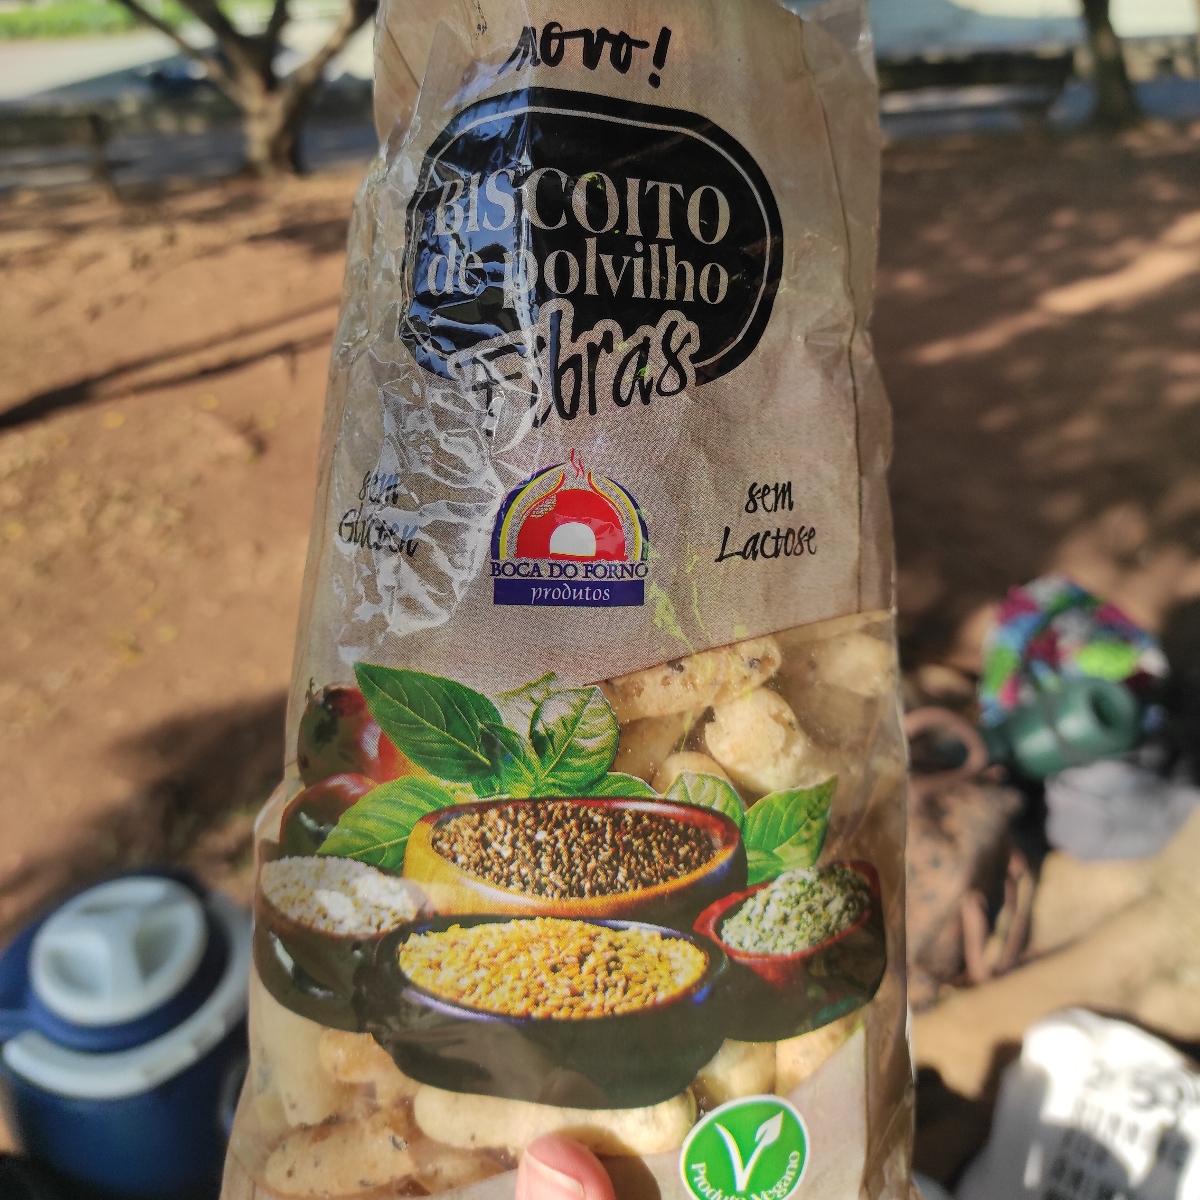 novo!
BISCOITO
de polvilho
Fibras
sem
Glúten
sem
Lactose
BOCA DO FORNO
produtos
Produto Vegano